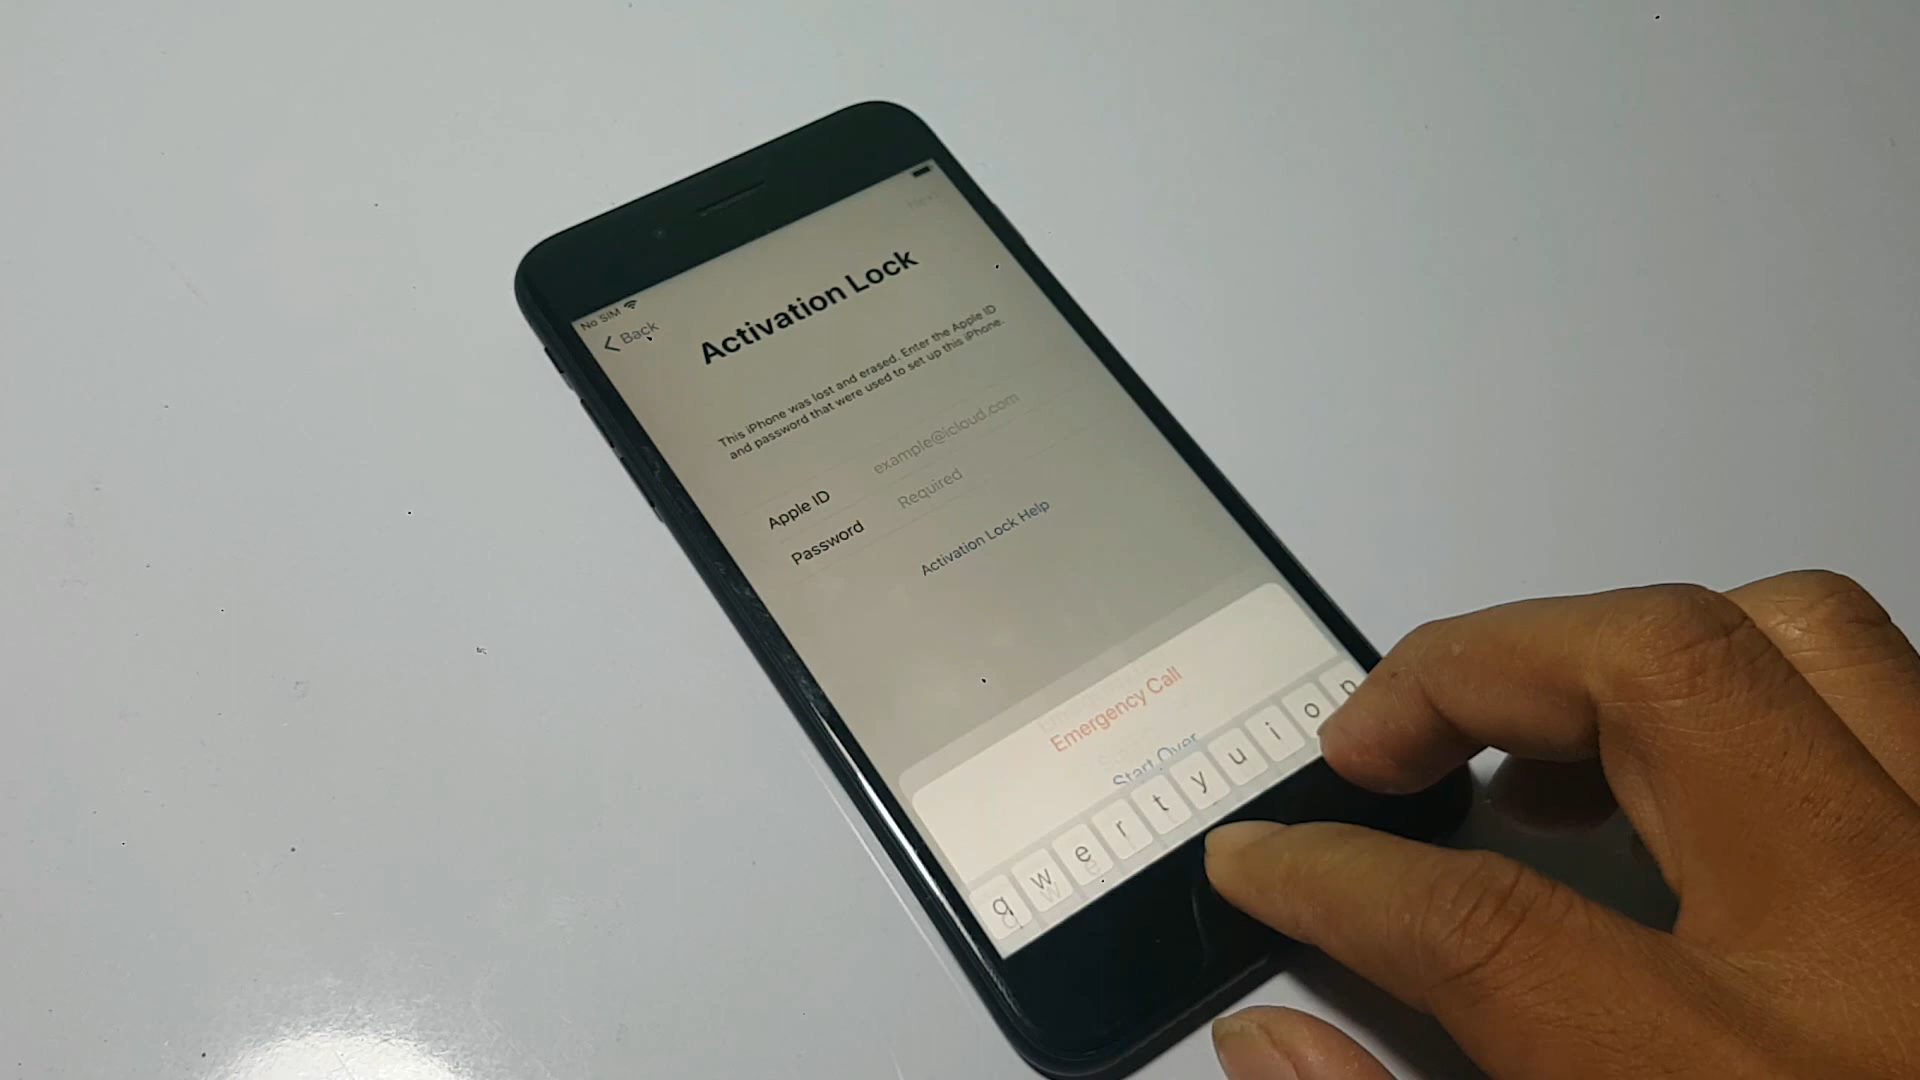 No SIM
Back
Next
Activation Lock
This iPhone was lost and erased. Enter the Apple ID
and password that were used to set up this iPhone.
Apple ID example@icloud.com
Password Required
Activation Lock Help
Emergency Call
Start Over
q w e r t y u i o p